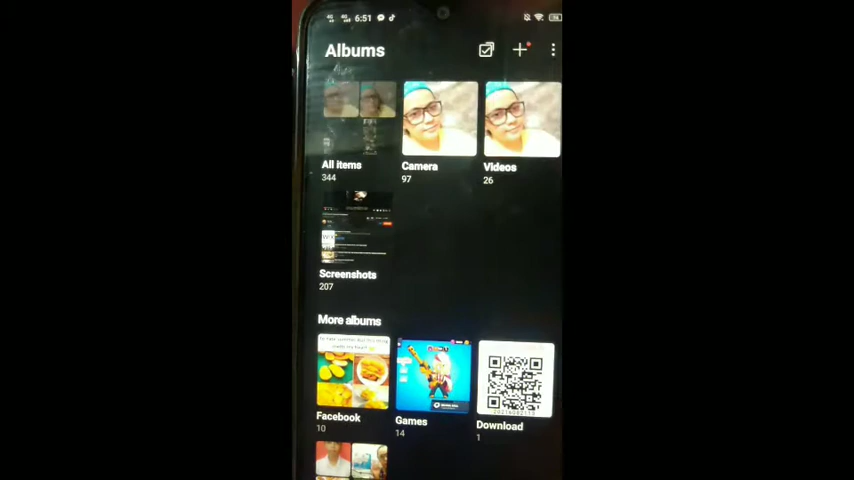 6:51
Albums
All items
344
Camera
97
Videos
26
Screenshots
207
More albums
Facebook
10
Games
14
Download
1